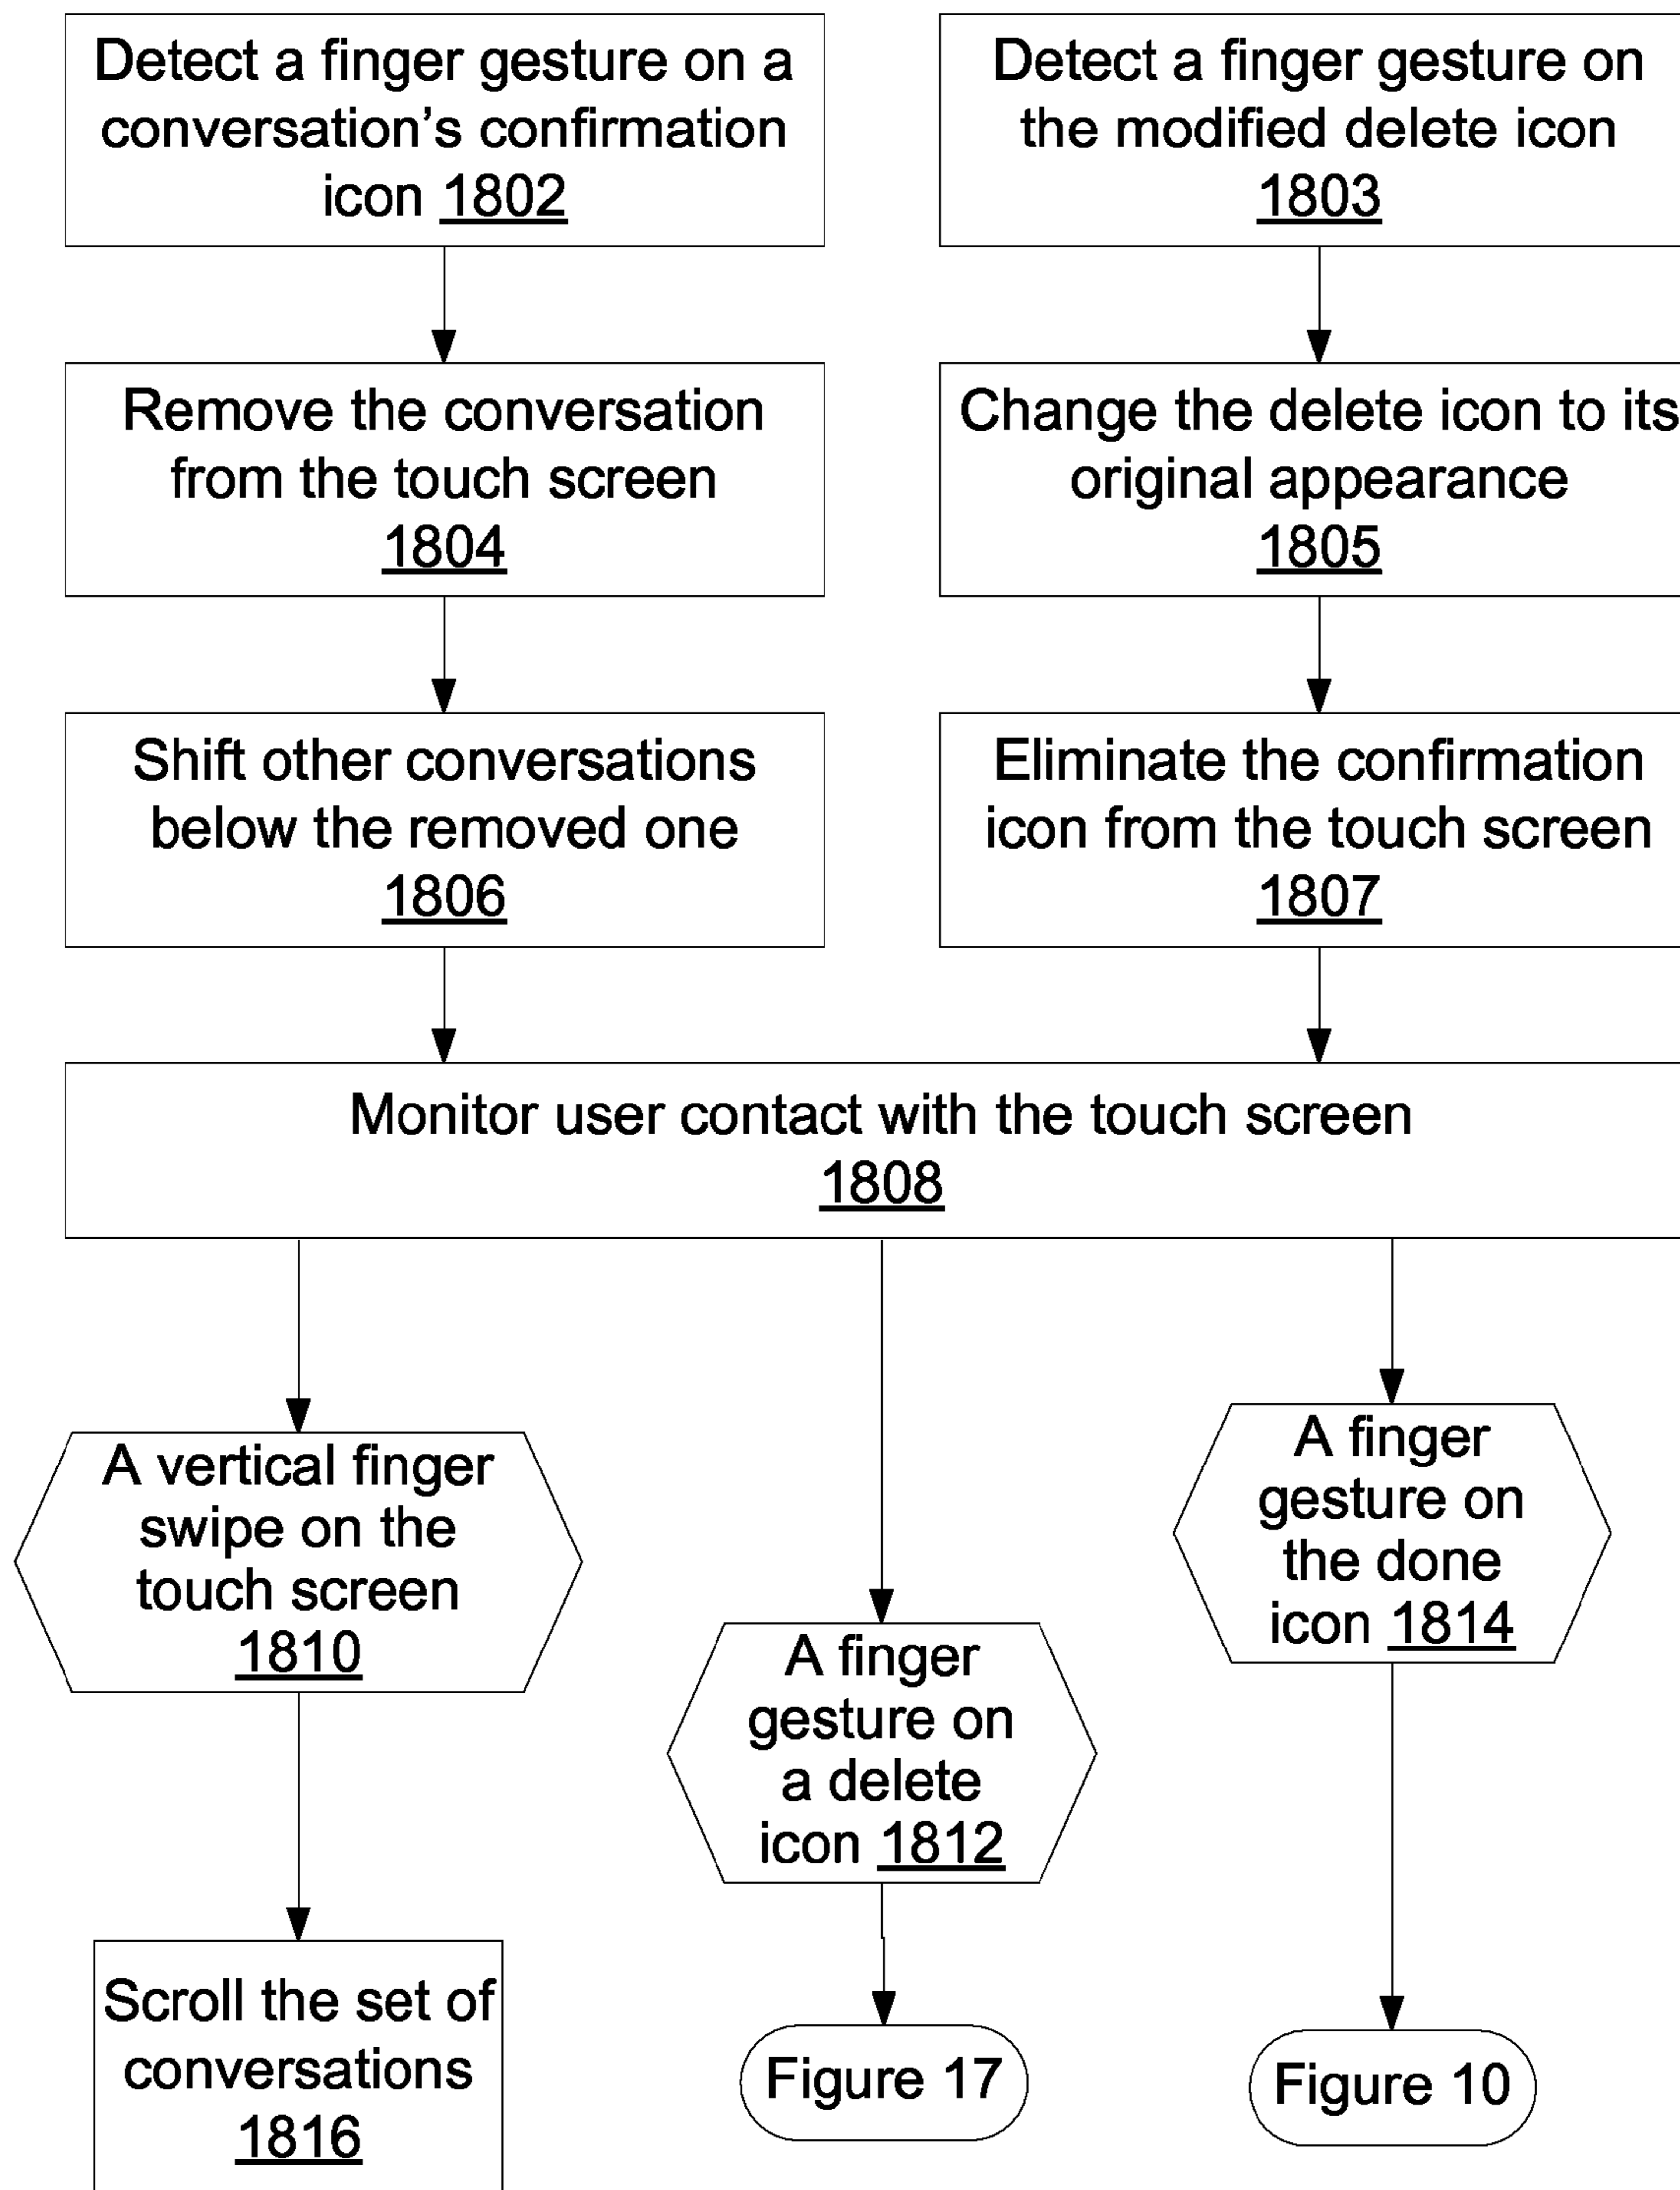 Detect a finger gesture on a
conversation’s confirmation
icon 1802
Detect a finger gesture on
the modified delete icon
1803
Remove the conversation
from the touch screen
1804
Change the delete icon to its
original appearance
1805
Shift other conversations
below the removed one
1806
Eliminate the confirmation
icon from the touch screen
1807
Monitor user contact with the touch screen
1808
A vertical finger
swipe on the
touch screen
1810
A finger
gesture on
a delete
icon 1812
A finger
gesture on
the done
icon 1814
Scroll the set of
conversations
1816
Figure 17
Figure 10